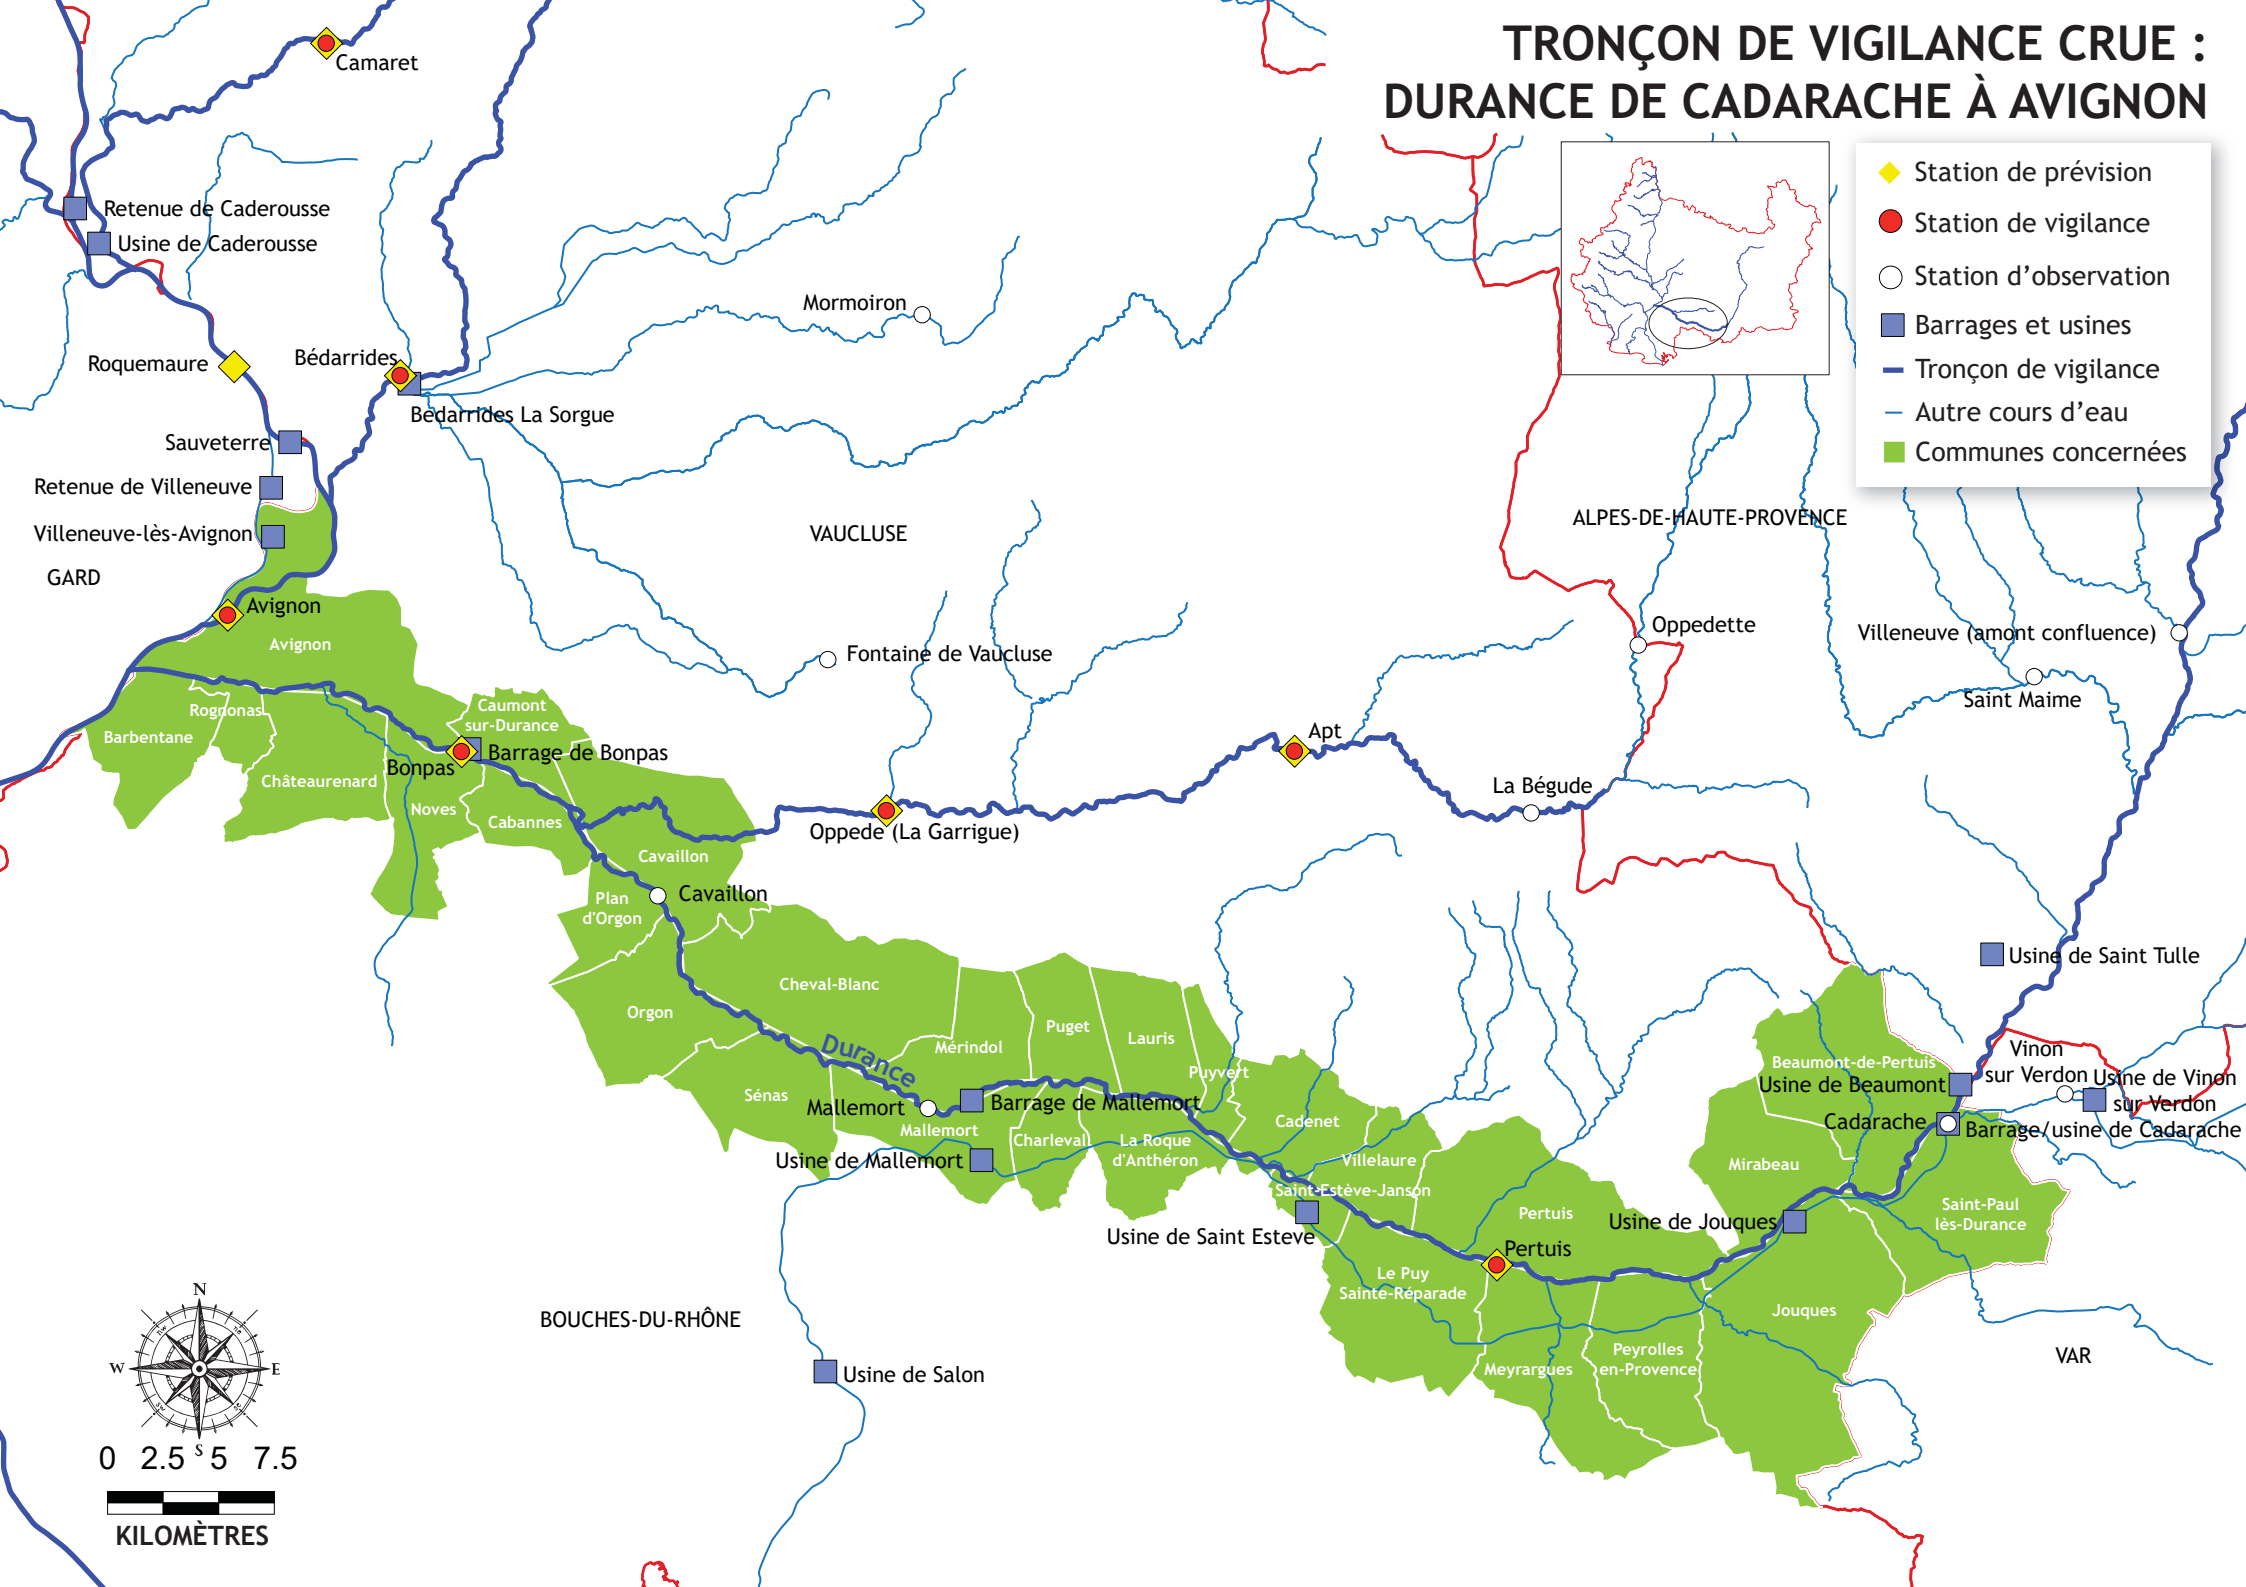 TRONÇON DE VIGILANCE CRUE :
DURANCE DE CADARACHE À AVIGNON
Station de prévision
Station de vigilance
Station d’observation
Barrages et usines
Tronçon de vigilance
Autre cours d’eau
Communes concernées
Camaret
Retenue de Caderousse
Usine de Caderousse
Mormoiron
Roquemaure
Bédarrides
Bedarrides La Sorgue
Sauveterre
Retenue de Villeneuve
Villeneuve-lès-Avignon
GARD
VAUCLUSE
ALPES-DE-HAUTE-PROVENCE
Avignon
Avignon
Oppedette
Villeneuve (amont confluence)
Fontaine de Vaucluse
Saint Maime
Rognonas
Caumont
sur-Durance
Barbentane
Apt
Barrage de Bonpas
Bonpas
Châteaurenard
La Bégude
Noves
Cabannes
Oppede (La Garrigue)
Cavaillon
Cavaillon
Plan
d'Orgon
Usine de Saint Tulle
Cheval-Blanc
Orgon
Puget
Lauris
Durance
Mérindol
Puyvert
Vinon
sur Verdon
Beaumont-de-Pertuis
Usine de Beaumont
Usine de Vinon
sur Verdon
Sénas
Mallemort
Barrage de Mallemort
Cadenet
Cadarache
Barrage/usine de Cadarache
Mallemort
Charleval
La Roque
d'Anthéron
Usine de Mallemort
Villelaure
Mirabeau
Saint-Estève-Janson
Saint-Paul
lès-Durance
Pertuis
Usine de Jouques
Usine de Saint Esteve
Pertuis
Le Puy
Sainte-Réparade
Jouques
BOUCHES-DU-RHÔNE
Peyrolles
en-Provence
Meyrargues
VAR
Usine de Salon
N
nw
ne
W
E
sw
se
S
0 2.5 5 7.5
KILOMÈTRES